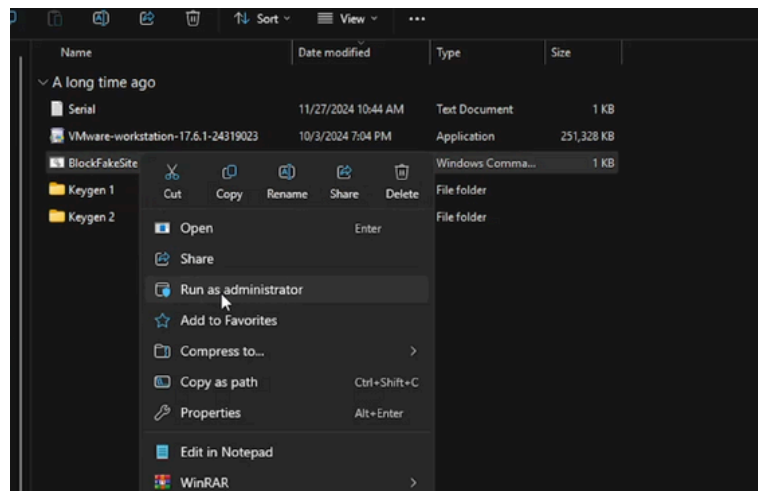 Sort View
Name Date modified Type Size
A long time ago
Serial 11/27/2024 10:44 AM Text Document 1 KB
VMware-workstation-17.6.1-24319023 10/3/2024 7:04 PM Application 251,328 KB
BlockFakeSite Windows Comma... 1 KB
Keygen 1 File folder
Keygen 2 File folder
Cut Copy Rename Share Delete
Open Enter
Share
Run as administrator
Add to Favorites
Compress to...
Copy as path Ctrl+Shift+C
Properties Alt+Enter
Edit in Notepad
WinRAR